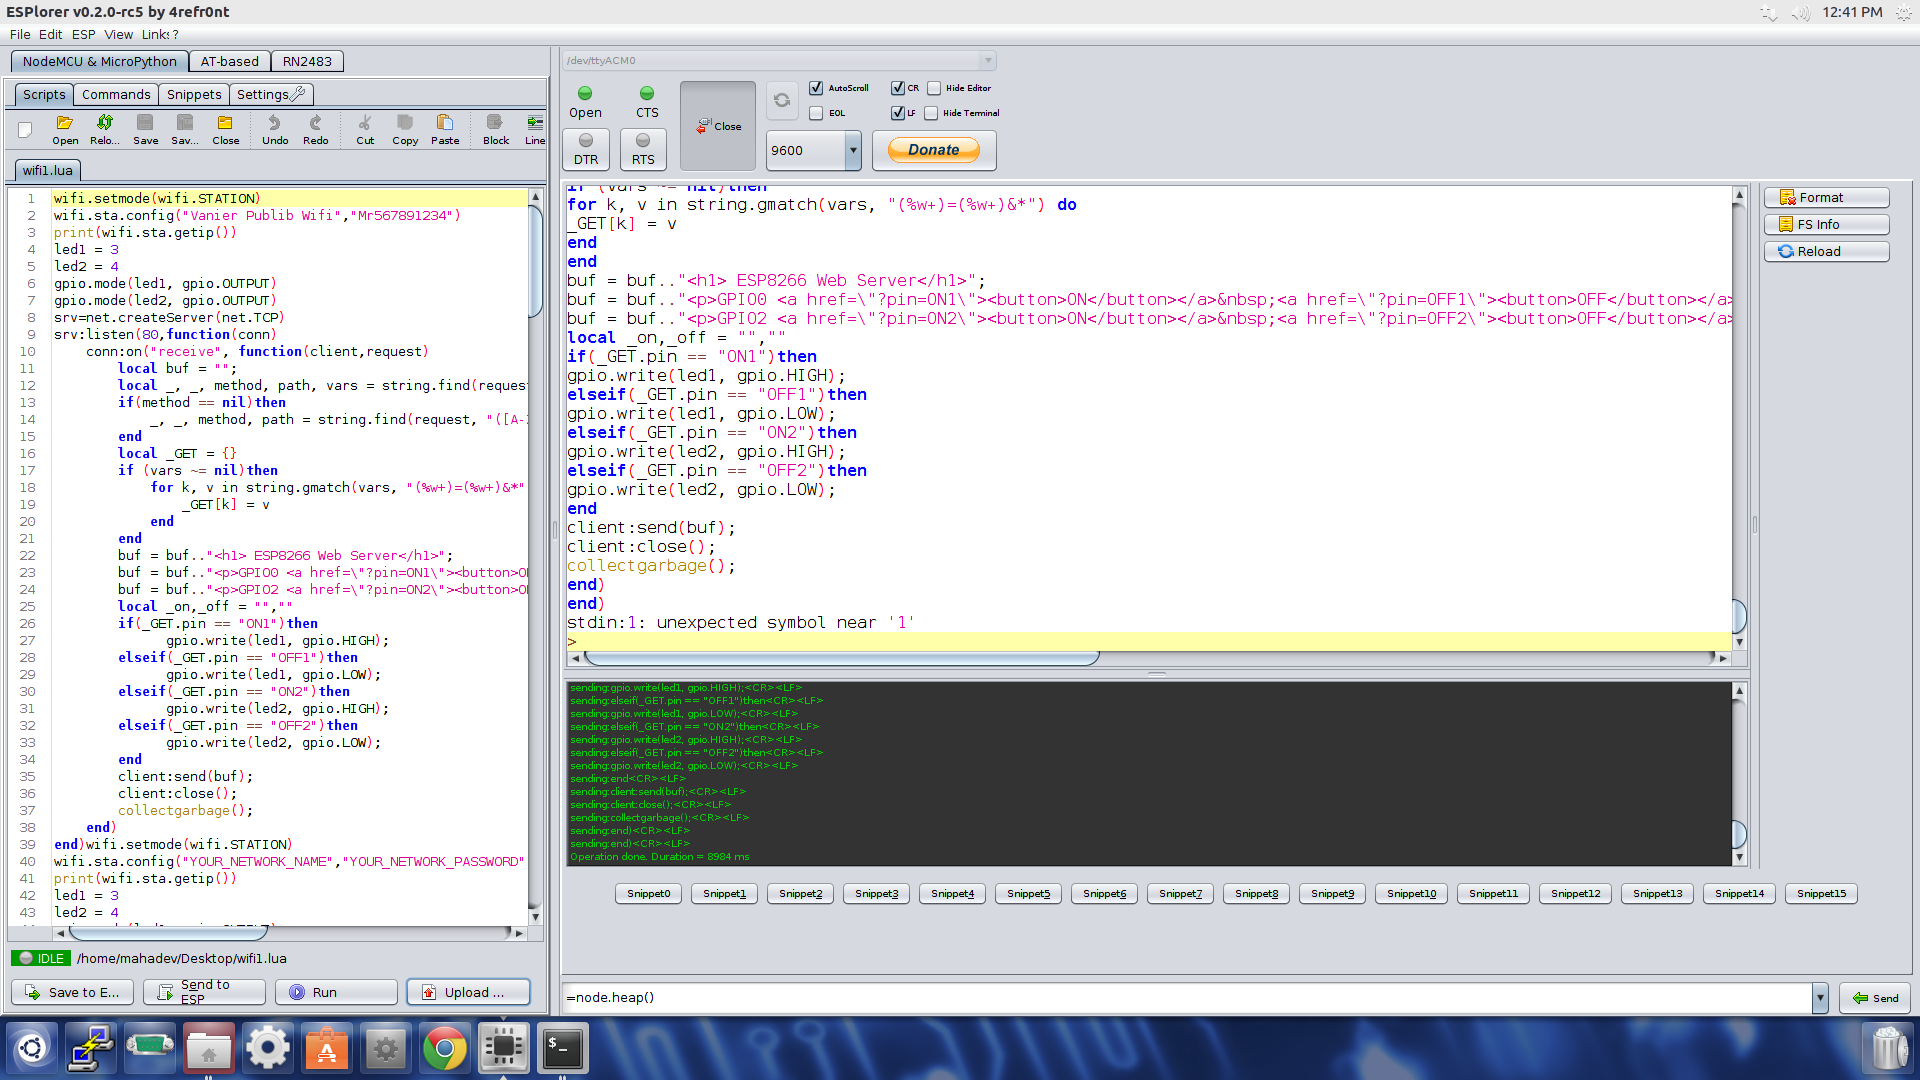 ESPlorer v0.2.0-rc5 by 4refr0nt
12:41 PM
File Edit ESP View Links ?
NodeMCU & MicroPython AT-based RN2483
Scripts Commands Snippets Settings
Open Relo... Save Sav... Close Undo Redo Cut Copy Paste Block Line
wifi1.lua
1 wifi.setmode(wifi.STATION)
2 wifi.sta.config("Vanier Publib Wifi","Mr567891234")
3 print(wifi.sta.getip())
4 led1 = 3
5 led2 = 4
6 gpio.mode(led1, gpio.OUTPUT)
7 gpio.mode(led2, gpio.OUTPUT)
8 srv=net.createServer(net.TCP)
9 srv:listen(80,function(conn)
10 conn:on("receive", function(client,request)
11 local buf = "";
12 local _, _, method, path, vars = string.find(reques
13 if(method == nil)then
14 _, _, method, path = string.find(request, "([A-
15 end
16 local _GET = {}
17 if (vars ~= nil)then
18 for k, v in string.gmatch(vars, "(%w+)=(%w+)&*"
19 _GET[k] = v
20 end
21 end
22 buf = buf.."<h1> ESP8266 Web Server</h1>";
23 buf = buf.."<p>GPIO0 <a href=\"?pin=ON1\"><button>O
24 buf = buf.."<p>GPIO2 <a href=\"?pin=ON2\"><button>O
25 local _on,_off = "",""
26 if(_GET.pin == "ON1")then
27 gpio.write(led1, gpio.HIGH);
28 elseif(_GET.pin == "OFF1")then
29 gpio.write(led1, gpio.LOW);
30 elseif(_GET.pin == "ON2")then
31 gpio.write(led2, gpio.HIGH);
32 elseif(_GET.pin == "OFF2")then
33 gpio.write(led2, gpio.LOW);
34 end
35 client:send(buf);
36 client:close();
37 collectgarbage();
38 end)
39 end)wifi.setmode(wifi.STATION)
40 wifi.sta.config("YOUR_NETWORK_NAME","YOUR_NETWORK_PASSWORD"
41 print(wifi.sta.getip())
42 led1 = 3
43 led2 = 4
IDLE /home/mahadev/Desktop/wifi1.lua
Save to E... Send to ESP Run Upload ...
/dev/ttyACM0
Open CTS Close AutoScroll CR Hide Editor
EOL LF Hide Terminal
DTR RTS 9600 Donate
if (vars ~= nil)then
for k, v in string.gmatch(vars, "(%w+)=(%w+)&*") do
_GET[k] = v
end
end
buf = buf.."<h1> ESP8266 Web Server</h1>";
buf = buf.."<p>GPIO0 <a href=\"?pin=ON1\"><button>ON</button></a>&nbsp;<a href=\"?pin=OFF1\"><button>OFF</button></a>
buf = buf.."<p>GPIO2 <a href=\"?pin=ON2\"><button>ON</button></a>&nbsp;<a href=\"?pin=OFF2\"><button>OFF</button></a>
local _on,_off = "",""
if(_GET.pin == "ON1")then
gpio.write(led1, gpio.HIGH);
elseif(_GET.pin == "OFF1")then
gpio.write(led1, gpio.LOW);
elseif(_GET.pin == "ON2")then
gpio.write(led2, gpio.HIGH);
elseif(_GET.pin == "OFF2")then
gpio.write(led2, gpio.LOW);
end
client:send(buf);
client:close();
collectgarbage();
end)
end)
stdin:1: unexpected symbol near '1'
>
Format
FS Info
Reload
sending:gpio.write(led1, gpio.HIGH);<CR><LF>
sending:elseif(_GET.pin == "OFF1")then<CR><LF>
sending:gpio.write(led1, gpio.LOW);<CR><LF>
sending:elseif(_GET.pin == "ON2")then<CR><LF>
sending:gpio.write(led2, gpio.HIGH);<CR><LF>
sending:elseif(_GET.pin == "OFF2")then<CR><LF>
sending:gpio.write(led2, gpio.LOW);<CR><LF>
sending:end<CR><LF>
sending:client:send(buf);<CR><LF>
sending:client:close();<CR><LF>
sending:collectgarbage();<CR><LF>
sending:end)<CR><LF>
sending:end)<CR><LF>
Operation done. Duration = 8984 ms
Snippet0 Snippet1 Snippet2 Snippet3 Snippet4 Snippet5 Snippet6 Snippet7 Snippet8 Snippet9 Snippet10 Snippet11 Snippet12 Snippet13 Snippet14 Snippet15
=node.heap() Send